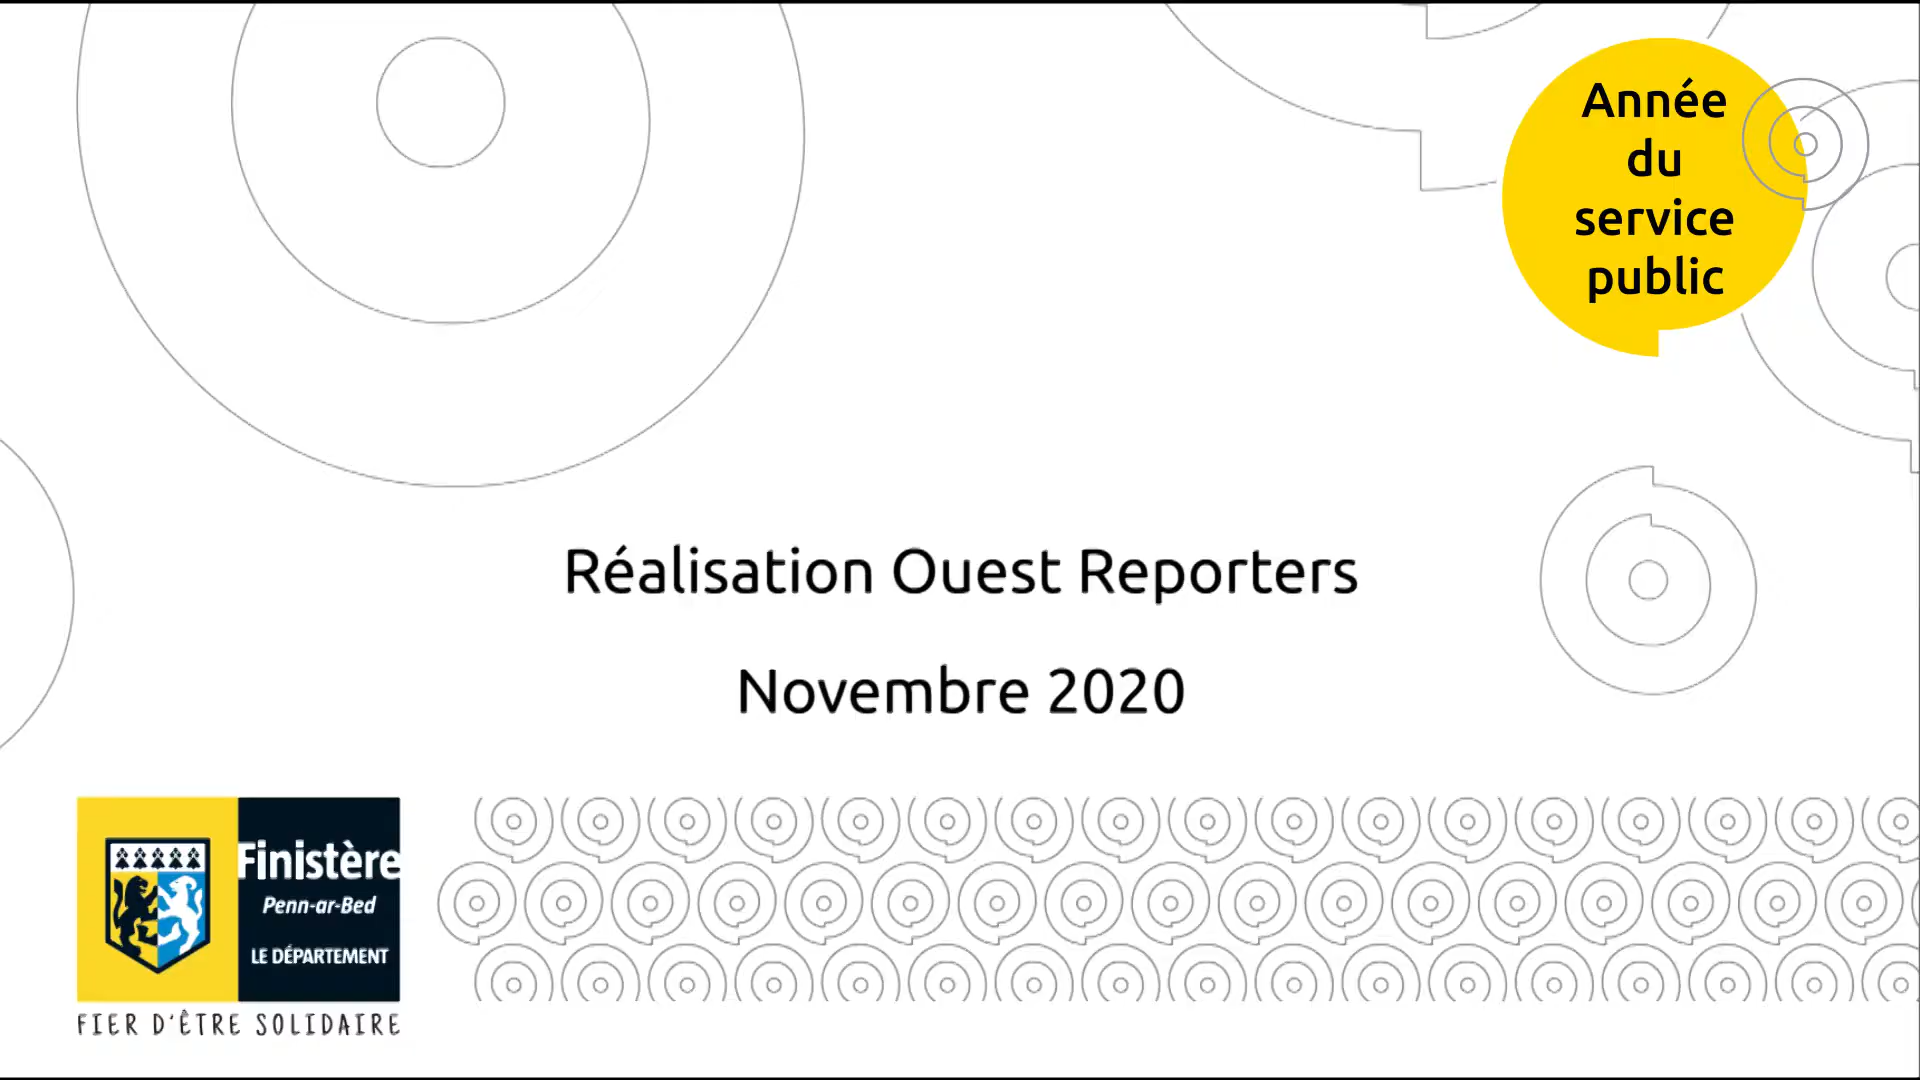 Année
du
service
public
Réalisation Ouest Reporters
Novembre 2020
Finistère
Penn-ar-Bed
LE DÉPARTEMENT
FIER D'ÊTRE SOLIDAIRE